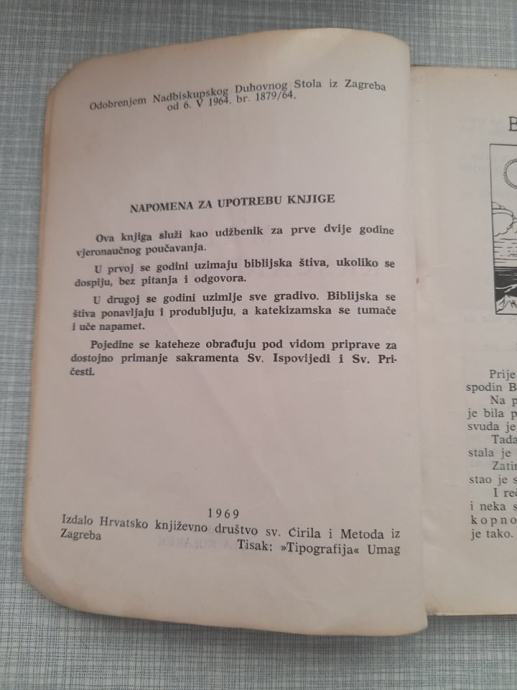 Odobrenjem Nadbiskupskog Duhovnog Stola iz Zagreba
od 6. V 1964. br. 1879/64.
NAPOMENA ZA UPOTREBU KNJIGE
Ova knjiga služi kao udžbenik za prve dvije godine
vjeronaučnog poučavanja.
U prvoj se godini uzimaju biblijska štiva, ukoliko se
dospiju, bez pitanja i odgovora.
U drugoj se godini uzimlje sve gradivo. Biblijska se
štiva ponavljaju i produbljuju, a katekizamska se tumače
i uče napamet.
Pojedine se kateheze obrađuju pod vidom priprave za
dostojno primanje sakramenta Sv. Ispovijedi i Sv. Pri-
česti.
1969
Izdalo Hrvatsko književno društvo sv. Ćirila i Metoda iz
Zagreba
Tisak: »Tipografija« Umag
B
Prije
spodin B
Na p
je bila p
svuda je
Tada
stala je
Zatim
stao je s
I reč
i neka s
kopno
je tako.